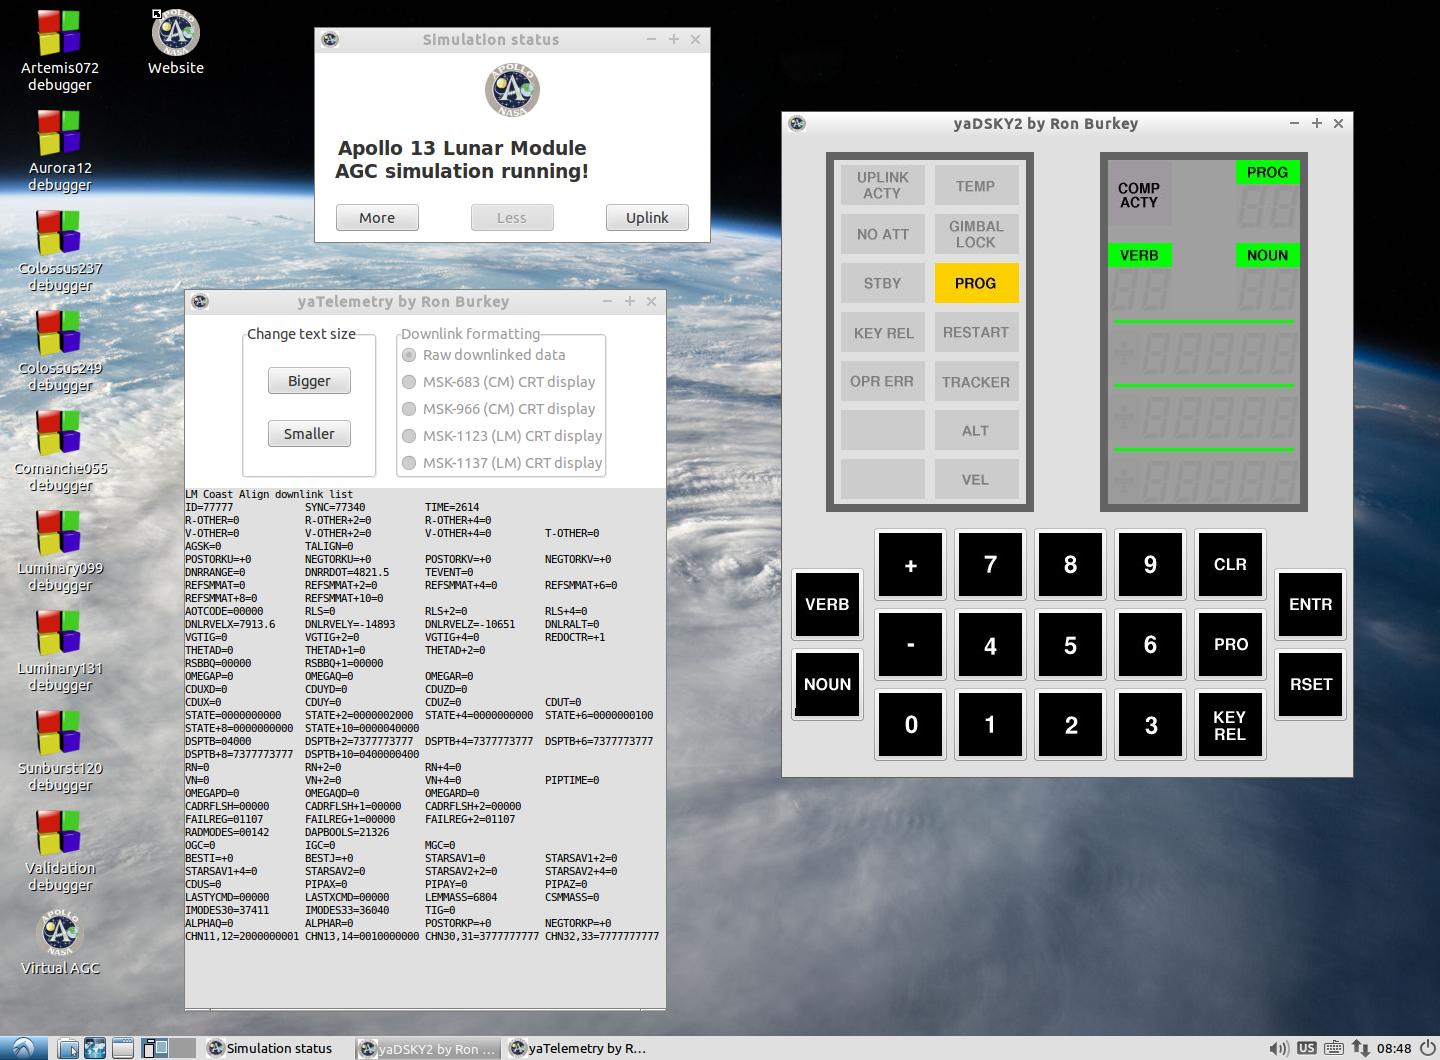 Artemis072
debugger
Website
Aurora12
debugger
Colossus237
debugger
Colossus249
debugger
Comanche055
debugger
Luminary099
debugger
Luminary131
debugger
Sunburst120
debugger
Validation
debugger
Virtual AGC
Simulation status
APOLLO
NASA
Apollo 13 Lunar Module
AGC simulation running!
More Less Uplink
yaTelemetry by Ron Burkey
Change text size
Bigger
Smaller
Downlink formatting
Raw downlinked data
MSK-683 (CM) CRT display
MSK-966 (CM) CRT display
MSK-1123 (LM) CRT display
MSK-1137 (LM) CRT display
LM Coast Align downlink list
ID=77777 SYNC=77340 TIME=2614
R-OTHER=0 R-OTHER+2=0 R-OTHER+4=0
V-OTHER=0 V-OTHER+2=0 V-OTHER+4=0 T-OTHER=0
AGSK=0 TALIGN=0
POSTORKU=+0 NEGTORKU=+0 POSTORKV=+0 NEGTORKV=+0
DNRRANGE=0 DNRRDOT=4821.5 TEVENT=0
REFSMMAT=0 REFSMMAT+2=0 REFSMMAT+4=0 REFSMMAT+6=0
REFSMMAT+8=0 REFSMMAT+10=0
AOTCODE=00000 RLS=0 RLS+2=0 RLS+4=0
DNLRVELX=7913.6 DNLRVELY=-14893 DNLRVELZ=-10651 DNLRALT=0
VGTIG=0 VGTIG+2=0 VGTIG+4=0 REDOCTR=+1
THETAD=0 THETAD+1=0 THETAD+2=0
RSBBQ=00000 RSBBQ+1=00000
OMEGAP=0 OMEGAQ=0 OMEGAR=0
CDUXD=0 CDUYD=0 CDUZD=0
CDUX=0 CDUY=0 CDUZ=0 CDUT=0
STATE=0000000000 STATE+2=0000002000 STATE+4=0000000000 STATE+6=0000000100
STATE+8=0000000000 STATE+10=0000040000
DSPTB=04000 DSPTB+2=7377773777 DSPTB+4=7377773777 DSPTB+6=7377773777
DSPTB+8=7377773777 DSPTB+10=0400000400
RN=0 RN+2=0 RN+4=0
VN=0 VN+2=0 VN+4=0 PIPTIME=0
OMEGAPD=0 OMEGAQD=0 OMEGARD=0
CADRFLSH=00000 CADRFLSH+1=00000 CADRFLSH+2=00000
FAILREG=01107 FAILREG+1=00000 FAILREG+2=01107
RADMODES=00142 DAPBOOLS=21326
OGC=0 IGC=0 MGC=0
BESTI=+0 BESTJ=+0 STARSAV1=0 STARSAV1+2=0
STARSAV1+4=0 STARSAV2=0 STARSAV2+2=0 STARSAV2+4=0
CDUS=0 PIPAX=0 PIPAY=0 PIPAZ=0
LASTYCMD=00000 LASTXCMD=00000 LEMMASS=6804 CSMMASS=0
IMODES30=37411 IMODES33=36040 TIG=0
ALPHAQ=0 ALPHAR=0 POSTORKP=+0 NEGTORKP=+0
CHN11,12=2000000001 CHN13,14=0010000000 CHN30,31=3777777777 CHN32,33=7777777777
yaDSKY2 by Ron Burkey
UPLINK
ACTY
TEMP
NO ATT
GIMBAL
LOCK
STBY
PROG
KEY REL
RESTART
OPR ERR
TRACKER
ALT
VEL
COMP
ACTY
PROG
VERB
NOUN
VERB
NOUN
+ 7 8 9 CLR
- 4 5 6 PRO
0 1 2 3 KEY
REL
ENTR
RSET
Simulation status
yaDSKY2 by Ron ...
yaTelemetry by R...
US
08:48